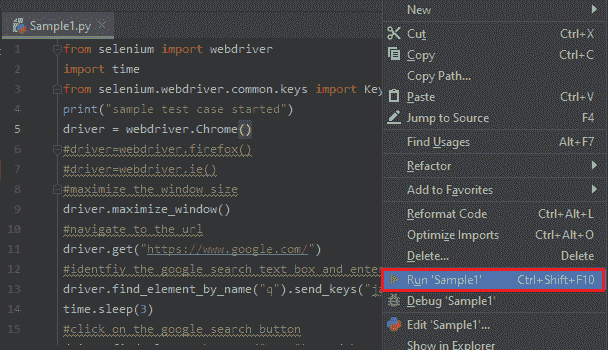 Sample1.py
1 from selenium import webdriver
2 import time
3 from selenium.webdriver.common.keys import Key
4 print("sample test case started")
5 driver = webdriver.Chrome()
6 #driver=webdriver.firefox()
7 #driver=webdriver.ie()
8 #maximize the window size
9 driver.maximize_window()
10 #navigate to the url
11 driver.get("https://www.google.com/")
12 #identfiy the google search text box and enter
13 driver.find_element_by_name("q").send_keys("j
14 time.sleep(3)
15 #click on the google search button
New
Cut Ctrl+X
Copy Ctrl+C
Copy Path...
Paste Ctrl+V
Jump to Source F4
Find Usages Alt+F7
Refactor
Add to Favorites
Reformat Code Ctrl+Alt+L
Optimize Imports Ctrl+Alt+O
Delete... Delete
Run 'Sample1' Ctrl+Shift+F10
Debug 'Sample1'
Edit 'Sample1'...
Show in Explorer